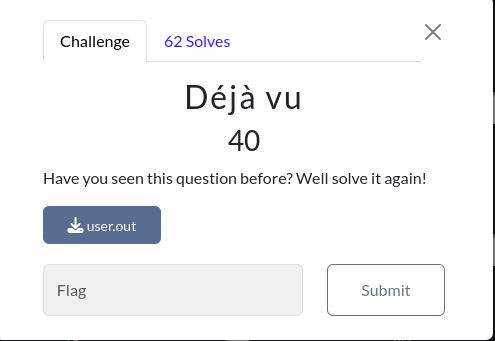 Challenge
62 Solves
Déjà vu
40
Have you seen this question before? Well solve it again!
user.out
Flag
Submit